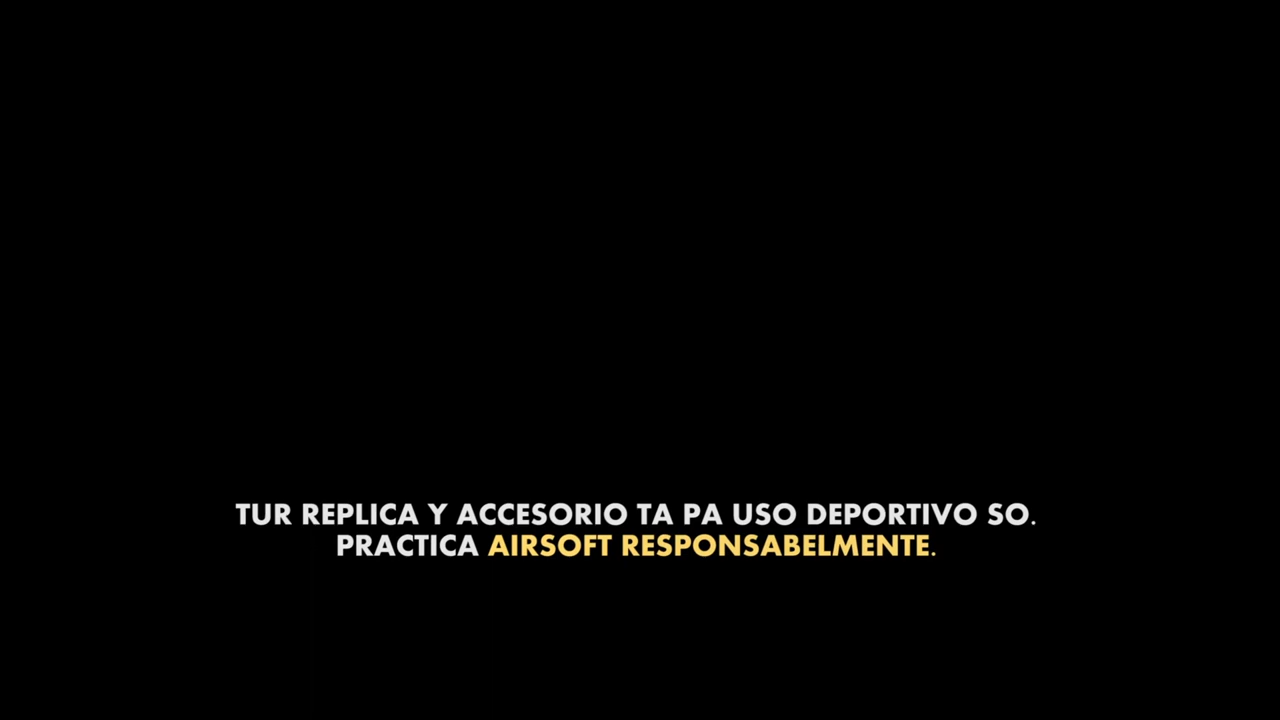 TUR REPLICA Y ACCESORIO TA PA USO DEPORTIVO SO.
PRACTICA AIRSOFT RESPONSABELMENTE.